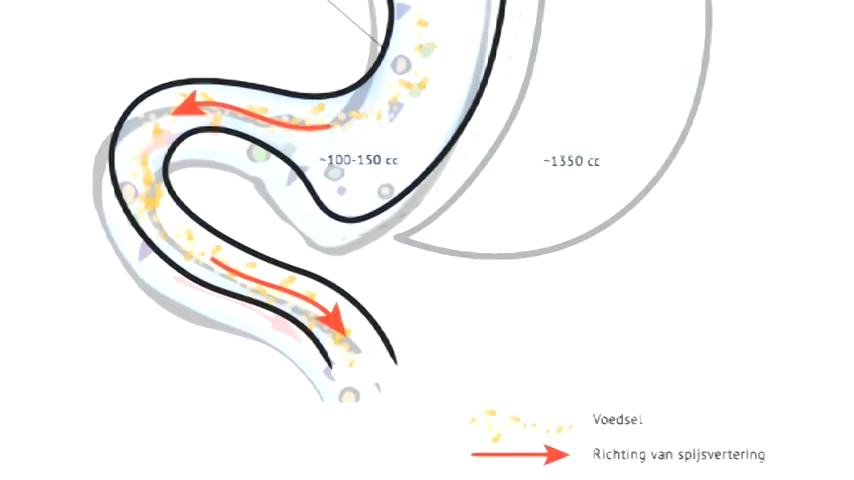 ~100-150 cc
~1350 cc
Voedsel
Richting van spijsvertering